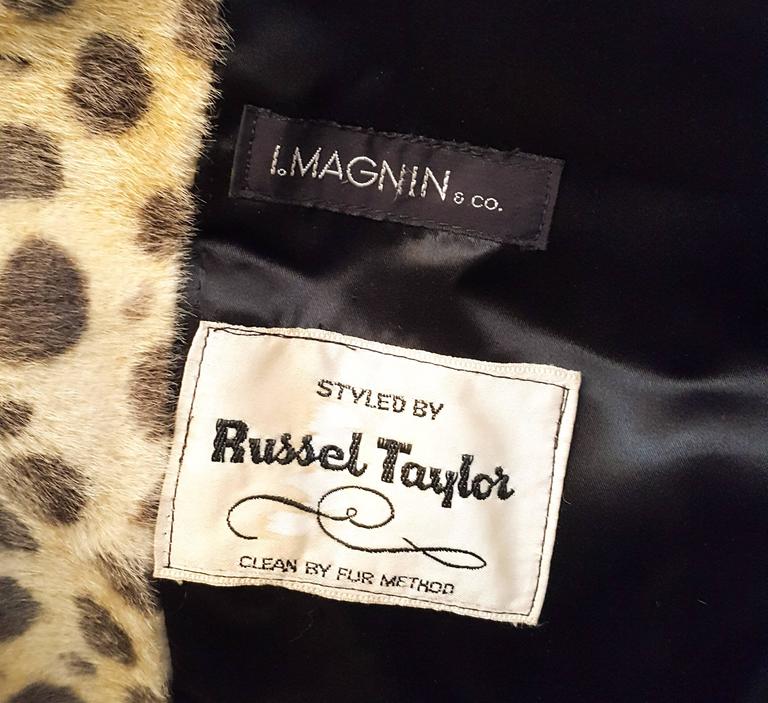 I. MAGNIN & CO.
STYLED BY
Russel Taylor
CLEAN BY FUR METHOD